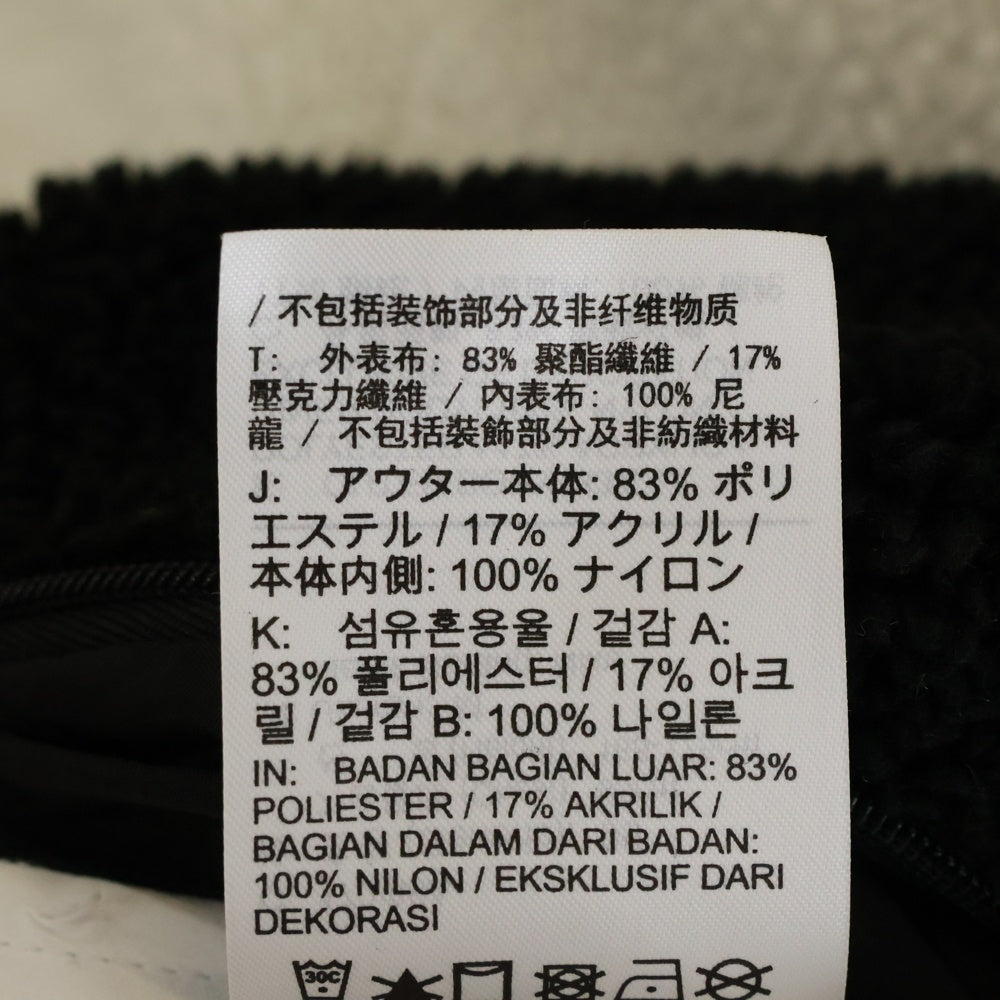 / 不包括装饰部分及非纤维物质
T: 外表布: 83% 聚酯纖維 / 17%
壓克力纖維 / 內表布: 100% 尼
龍 / 不包括裝飾部分及非紡織材料
J: アウター本体: 83% ポリ
エステル / 17% アクリル /
本体内側: 100% ナイロン
K: 섬유혼용율 / 겉감 A:
83% 폴리에스터 / 17% 아크
릴 / 겉감 B: 100% 나일론
IN: BADAN BAGIAN LUAR: 83%
POLIESTER / 17% AKRILIK /
BAGIAN DALAM DARI BADAN:
100% NILON / EKSKLUSIF DARI
DEKORASI
30C